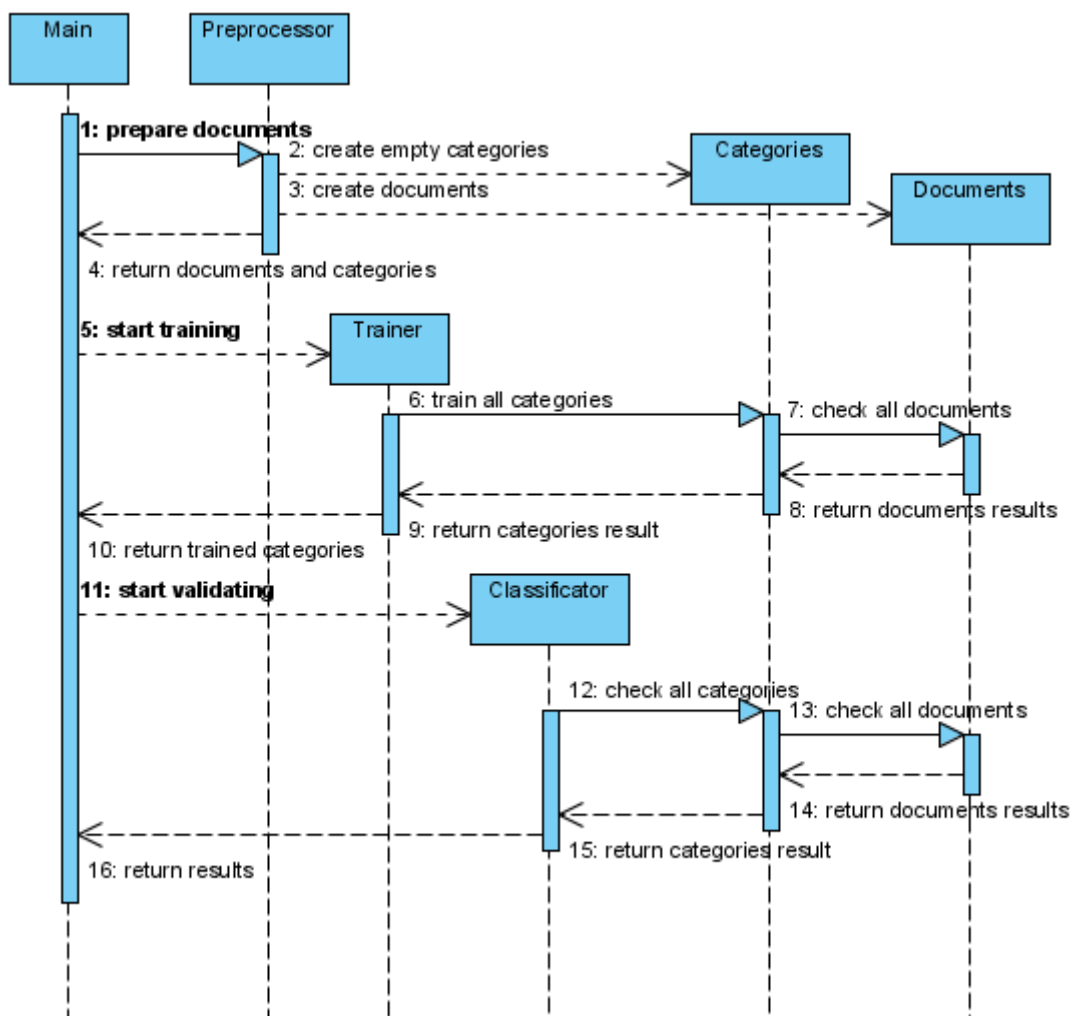 Main
Preprocessor
1: prepare documents
2: create empty categories
Categories
3: create documents
Documents
4: return documents and categories
5: start training
Trainer
6: train all categories
7: check all documents
8: return documents results
9: return categories result
10: return trained categories
11: start validating
Classificator
12: check all categories
13: check all documents
14: return documents results
15: return categories result
16: return results